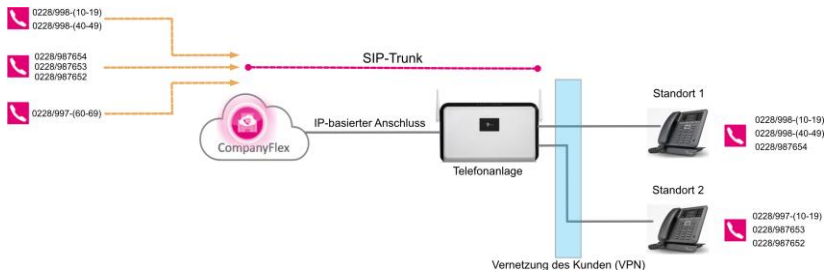 0228/998-(10-19)
0228/998-(40-49)
0228/987654
0228/987653
0228/987652
0228/997-(60-69)
SIP-Trunk
CompanyFlex
IP-basierter Anschluss
Telefonanlage
Vernetzung des Kunden (VPN)
Standort 1
0228/998-(10-19)
0228/998-(40-49)
0228/987654
Standort 2
0228/997-(10-19)
0228/987653
0228/987652